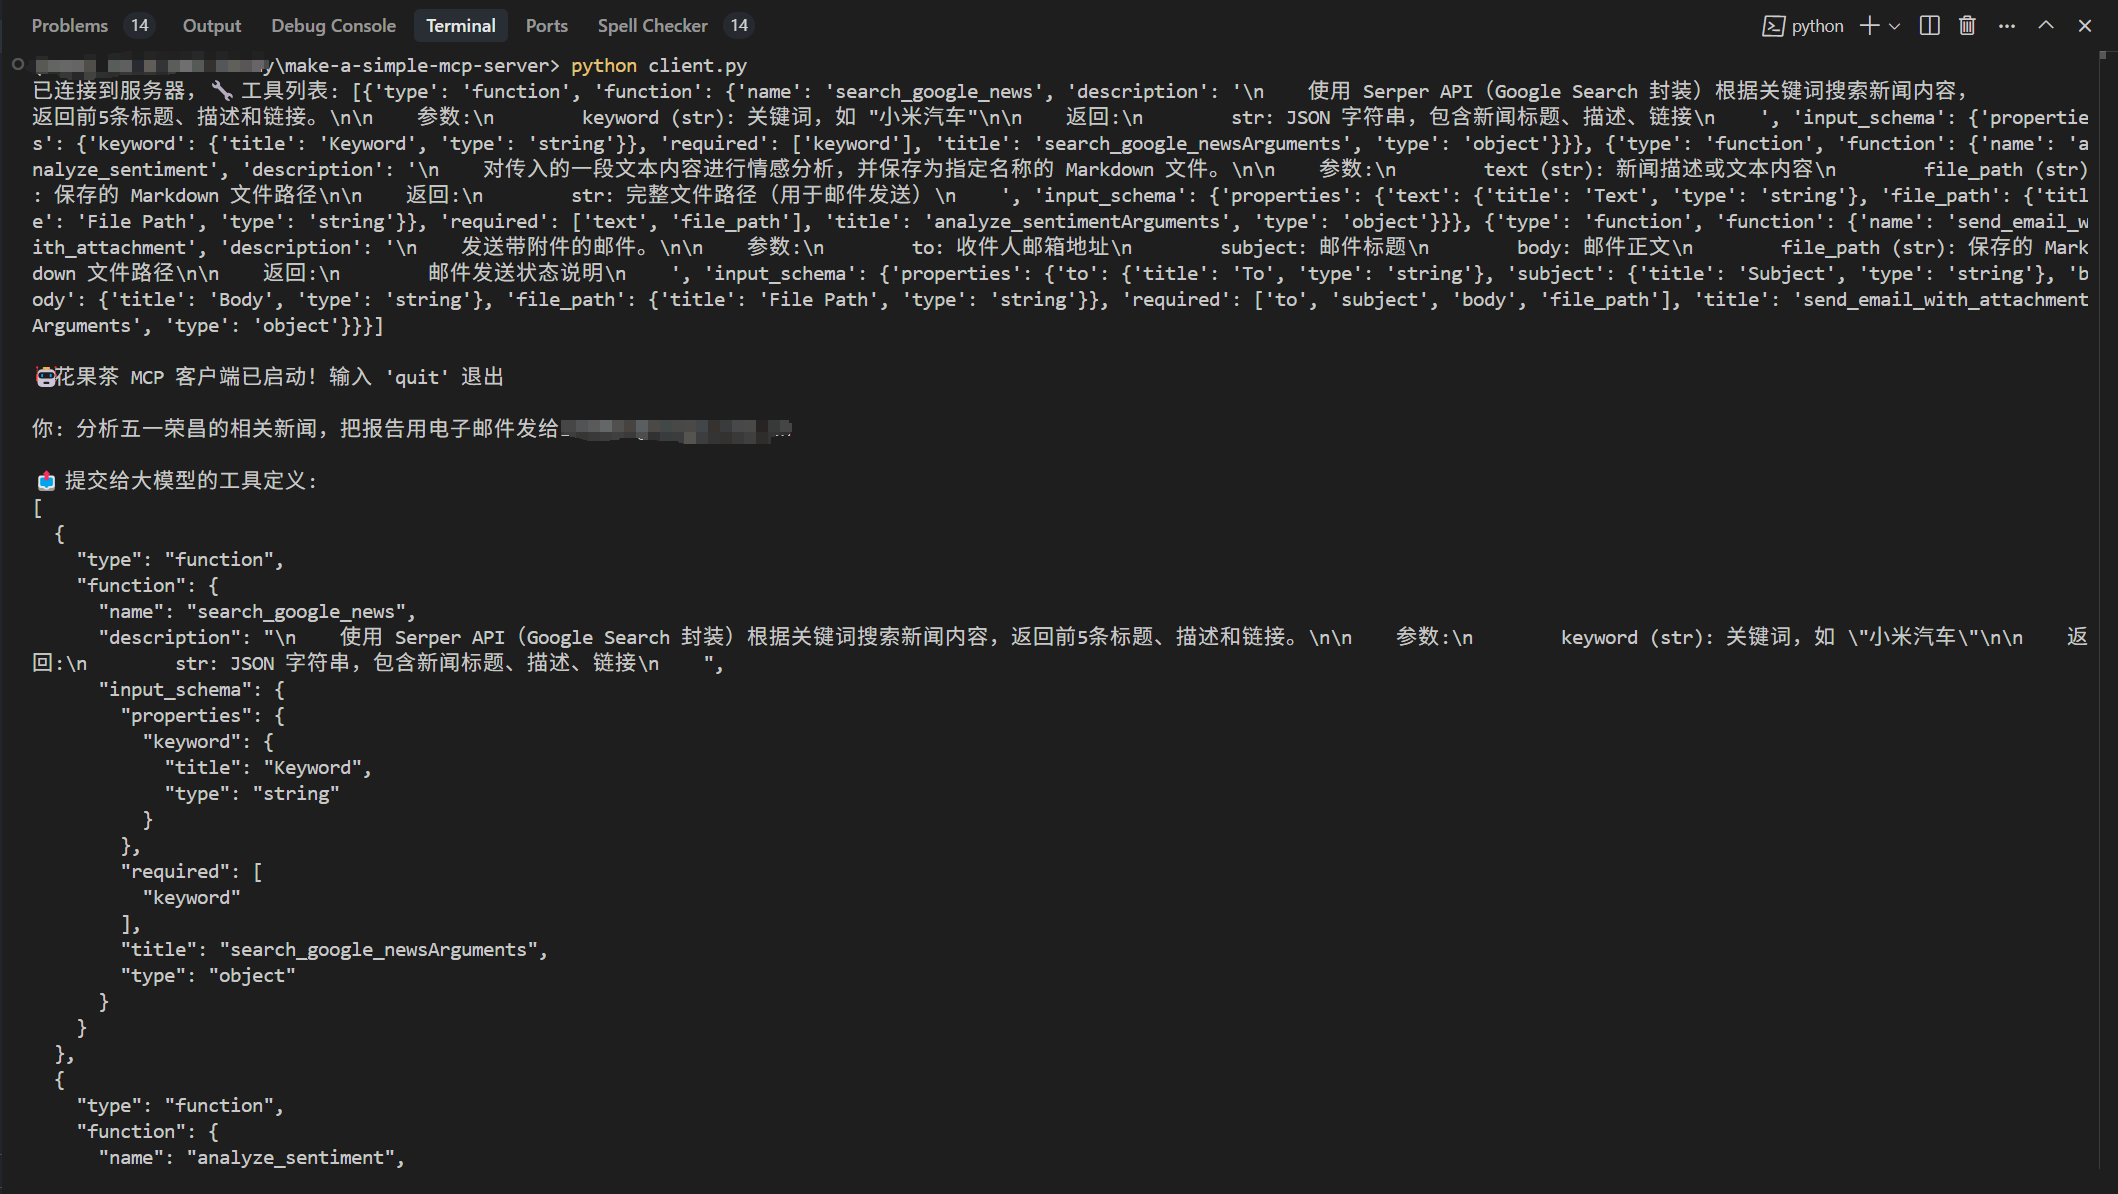 Problems 14 Output Debug Console Terminal Ports Spell Checker 14 python
y\make-a-simple-mcp-server> python client.py
已连接到服务器，🔧 工具列表: [{'type': 'function', 'function': {'name': 'search_google_news', 'description': '\n    使用 Serper API（Google Search 封装）根据关键词搜索新闻内容，
返回前5条标题、描述和链接。\n\n    参数:\n        keyword (str): 关键词，如 "小米汽车"\n\n    返回:\n        str: JSON 字符串，包含新闻标题、描述、链接\n    ', 'input_schema': {'propertie
s': {'keyword': {'title': 'Keyword', 'type': 'string'}}, 'required': ['keyword'], 'title': 'search_google_newsArguments', 'type': 'object'}}}, {'type': 'function', 'function': {'name': 'a
nalyze_sentiment', 'description': '\n    对传入的一段文本内容进行情感分析，并保存为指定名称的 Markdown 文件。\n\n    参数:\n        text (str): 新闻描述或文本内容\n        file_path (str)
: 保存的 Markdown 文件路径\n\n    返回:\n        str: 完整文件路径（用于邮件发送）\n    ', 'input_schema': {'properties': {'text': {'title': 'Text', 'type': 'string'}, 'file_path': {'titl
e': 'File Path', 'type': 'string'}}, 'required': ['text', 'file_path'], 'title': 'analyze_sentimentArguments', 'type': 'object'}}}, {'type': 'function', 'function': {'name': 'send_email_w
ith_attachment', 'description': '\n    发送带附件的邮件。\n\n    参数:\n        to: 收件人邮箱地址\n        subject: 邮件标题\n        body: 邮件正文\n        file_path (str): 保存的 Mark
down 文件路径\n\n    返回:\n        邮件发送状态说明\n    ', 'input_schema': {'properties': {'to': {'title': 'To', 'type': 'string'}, 'subject': {'title': 'Subject', 'type': 'string'}, 'b
ody': {'title': 'Body', 'type': 'string'}, 'file_path': {'title': 'File Path', 'type': 'string'}}, 'required': ['to', 'subject', 'body', 'file_path'], 'title': 'send_email_with_attachment
Arguments', 'type': 'object'}}}]
🤖花果茶 MCP 客户端已启动！输入 'quit' 退出
你: 分析五一荣昌的相关新闻，把报告用电子邮件发给
📤 提交给大模型的工具定义:
[
  {
    "type": "function",
    "function": {
      "name": "search_google_news",
      "description": "\n    使用 Serper API（Google Search 封装）根据关键词搜索新闻内容，返回前5条标题、描述和链接。\n\n    参数:\n        keyword (str): 关键词，如 \"小米汽车\"\n\n    返
回:\n        str: JSON 字符串，包含新闻标题、描述、链接\n    ",
      "input_schema": {
        "properties": {
          "keyword": {
            "title": "Keyword",
            "type": "string"
          }
        },
        "required": [
          "keyword"
        ],
        "title": "search_google_newsArguments",
        "type": "object"
      }
    }
  },
  {
    "type": "function",
    "function": {
      "name": "analyze_sentiment",